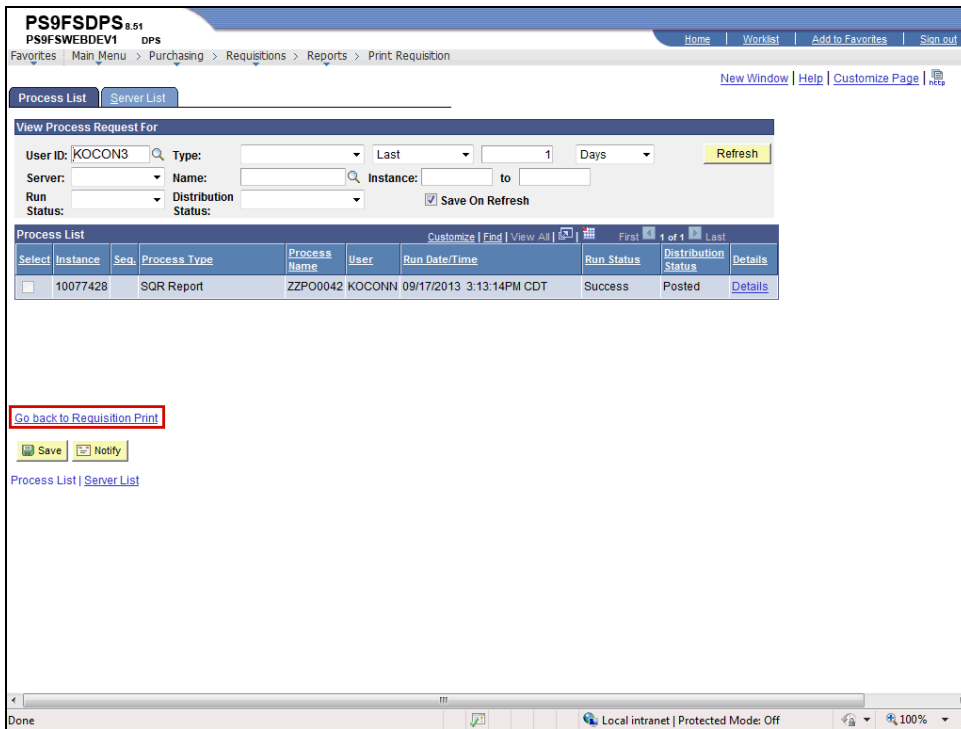 PS9FSDPS 8.51
PS9FSWEBDEV1 DPS
Home | Worklist | Add to Favorites | Sign out
Favorites | Main Menu > Purchasing > Requisitions > Reports > Print Requisition
New Window | Help | Customize Page | http
Process List Server List
View Process Request For
User ID: KOCON3 Type: Last 1 Days Refresh
Server: Name: Instance: to
Run Status: Distribution Status: Save On Refresh
Process List Customize | Find | View All | First 1 of 1 Last
Select Instance Seq. Process Type Process Name User Run Date/Time Run Status Distribution Status Details
10077428 SQR Report ZZPO0042 KOCONN 09/17/2013 3:13:14PM CDT Success Posted Details
Go back to Requisition Print
Save Notify
Process List | Server List
Done Local intranet | Protected Mode: Off 100%